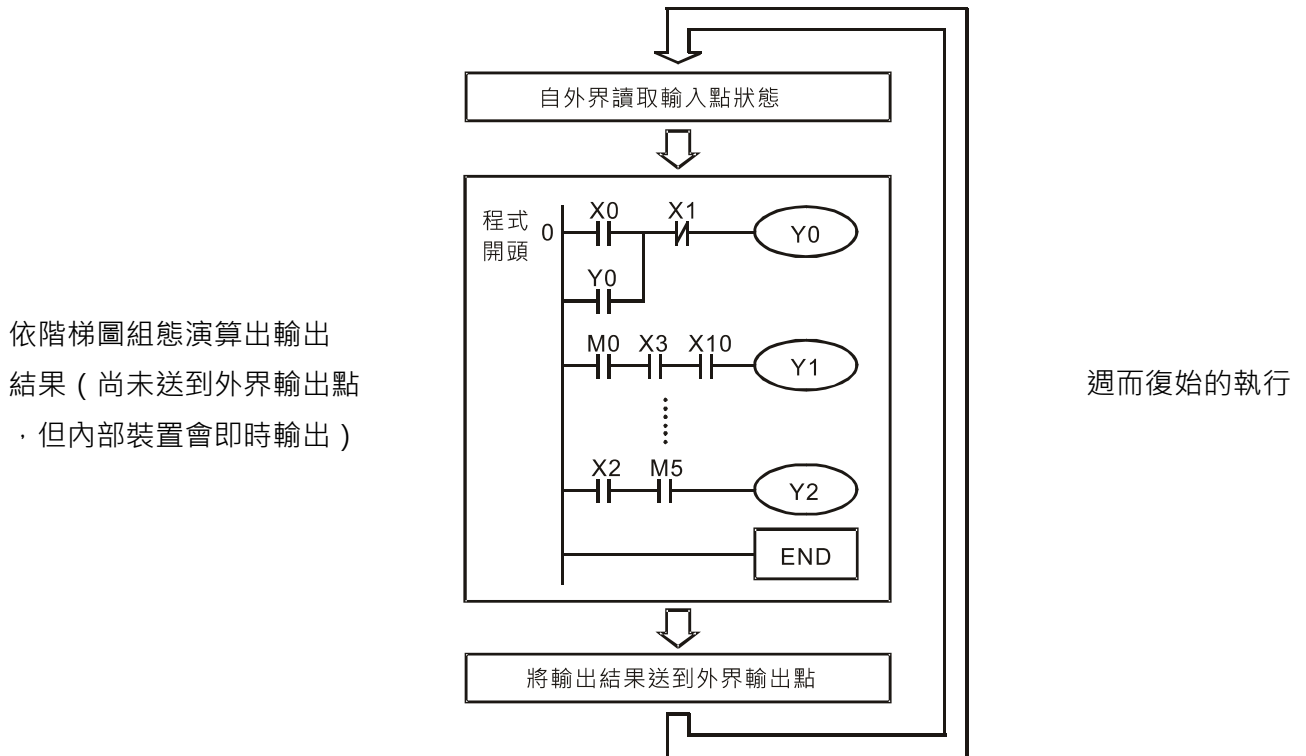 自外界讀取輸入點狀態
程式
開頭
0
X0
X1
Y0
Y0
M0
X3
X10
Y1
X2
M5
Y2
END
將輸出結果送到外界輸出點
依階梯圖組態演算出輸出
結果(尚未送到外界輸出點
,但內部裝置會即時輸出)
週而復始的執行